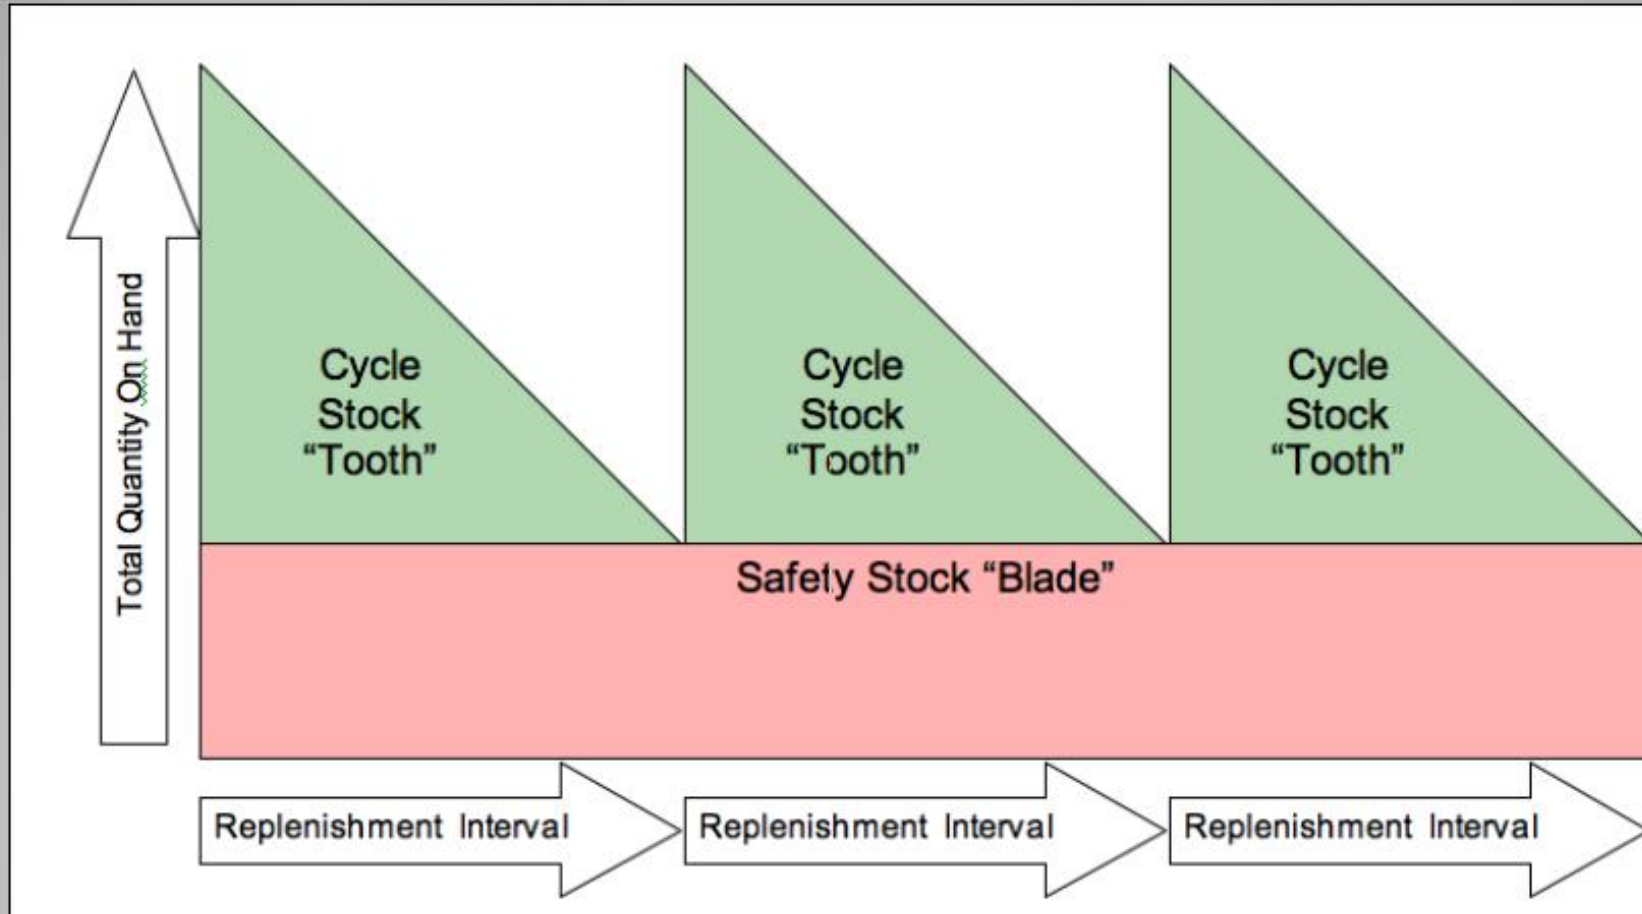 Total Quantity On Hand
Cycle
Stock
“Tooth”
Cycle
Stock
“Tooth”
Cycle
Stock
“Tooth”
Safety Stock “Blade”
Replenishment Interval
Replenishment Interval
Replenishment Interval